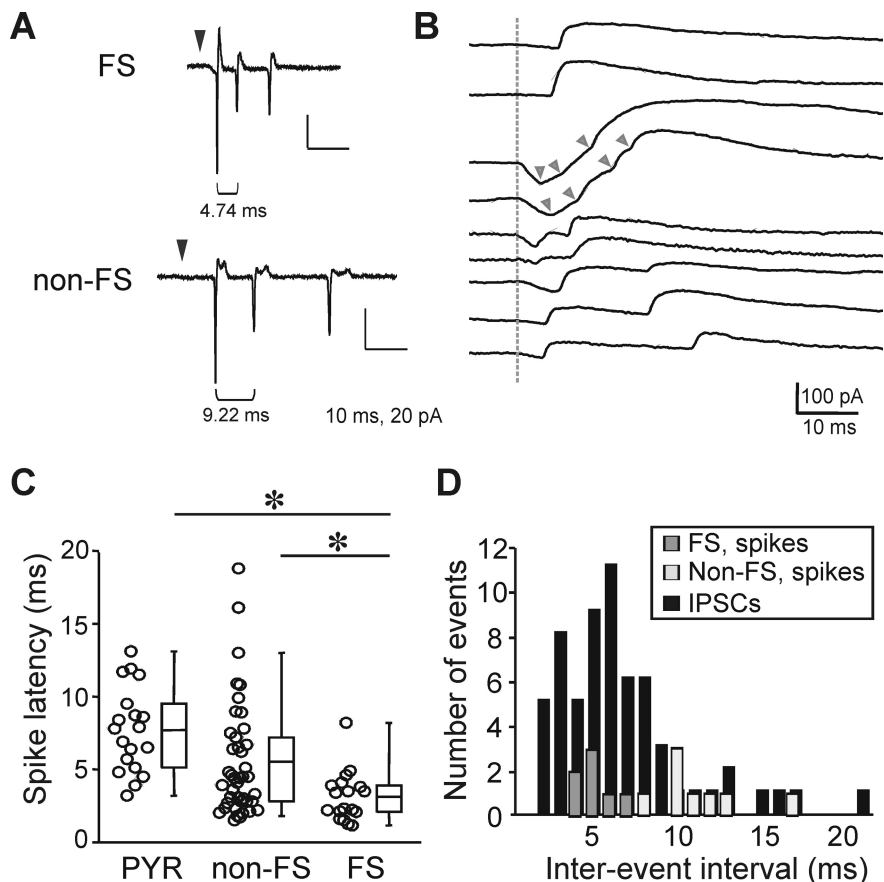 A
FS
4.74 ms
non-FS
9.22 ms
10 ms, 20 pA
B
100 pA
10 ms
C
* 
*
Spike latency (ms)
20
15
10
5
0
PYR non-FS FS
D
FS, spikes
Non-FS, spikes
IPSCs
Number of events
12
10
8
6
4
2
0
5 10 15 20
Inter-event interval (ms)